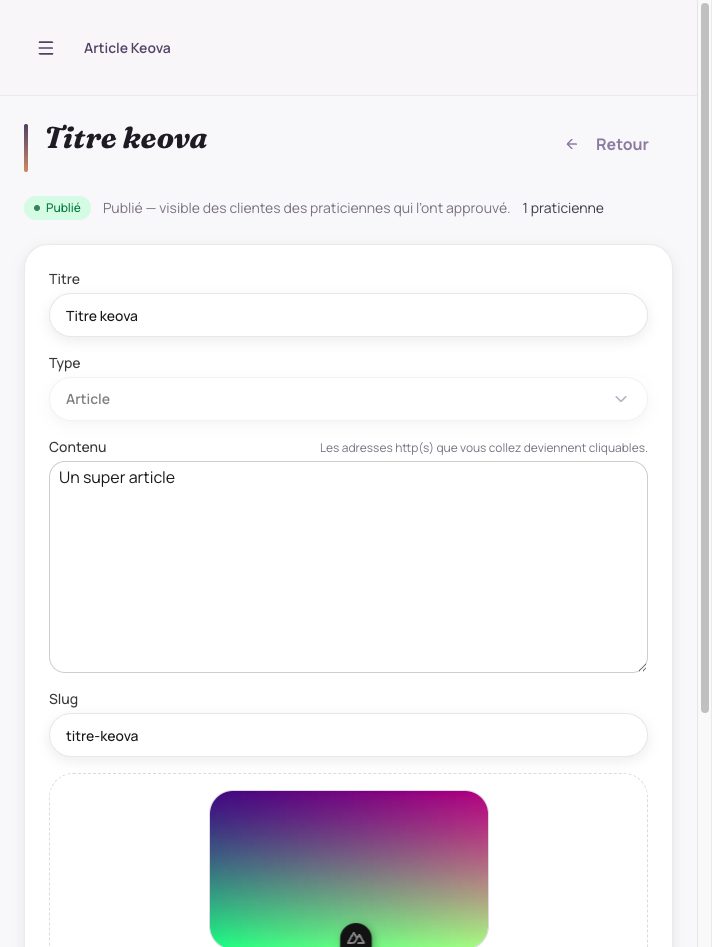 Article Keova
Titre keova
Retour
Publié
Publié — visible des clientes des praticiennes qui l'ont approuvé.
1 praticienne
Titre
Titre keova
Type
Article
Contenu
Les adresses http(s) que vous collez deviennent cliquables.
Un super article
Slug
titre-keova